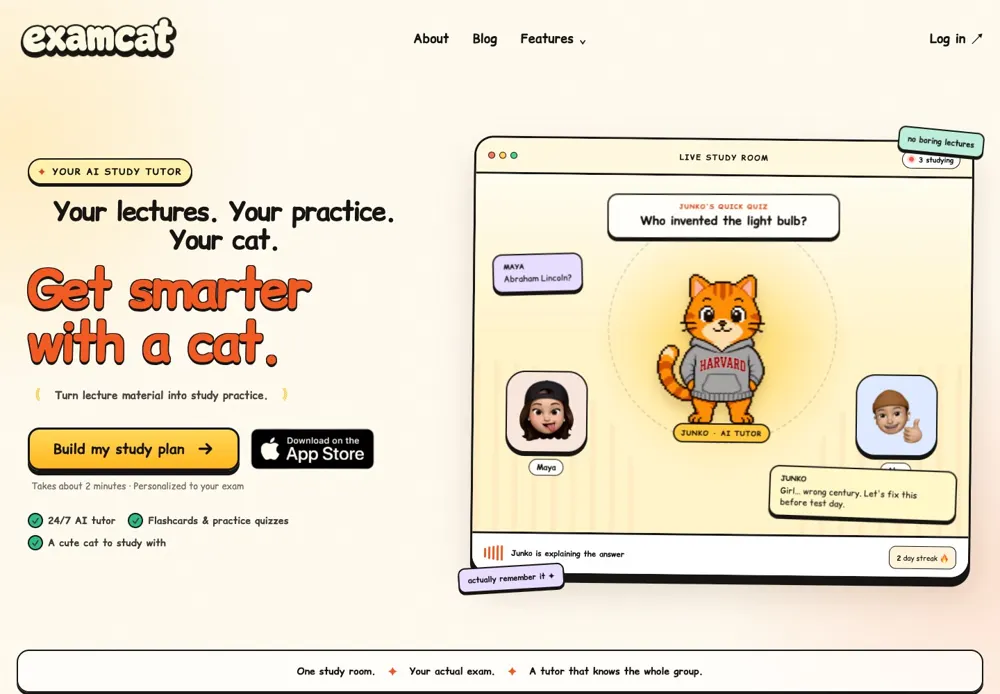 examcat
About
Blog
Features
Log in ↗
YOUR AI STUDY TUTOR
Your lectures. Your practice.
Your cat.
Get smarter
with a cat.
Turn lecture material into study practice.
Build my study plan →
Download on the
App Store
Takes about 2 minutes · Personalized to your exam
24/7 AI tutor
Flashcards & practice quizzes
A cute cat to study with
no boring lectures
LIVE STUDY ROOM
3 studying
JUNKO'S QUICK QUIZ
Who invented the light bulb?
MAYA
Abraham Lincoln?
HARVARD
JUNKO · AI TUTOR
Maya
JUNKO
Girl... wrong century. Let's fix this
before test day.
Junko is explaining the answer
2 day streak
actually remember it
One study room. ✦ Your actual exam. ✦ A tutor that knows the whole group.